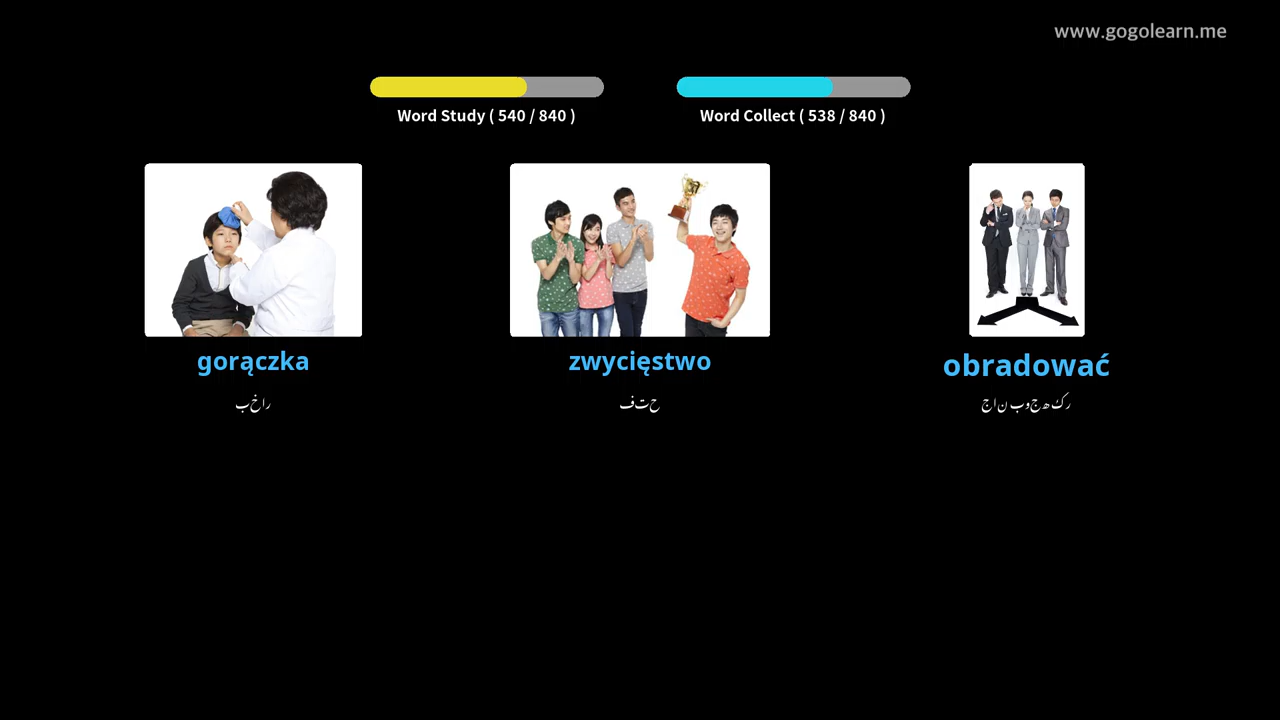 www.gogolearn.me
Word Study ( 540 / 840 )
Word Collect ( 538 / 840 )
gorączka
zwycięstwo
obradować
بخار
فتح
جان بوجھ کر